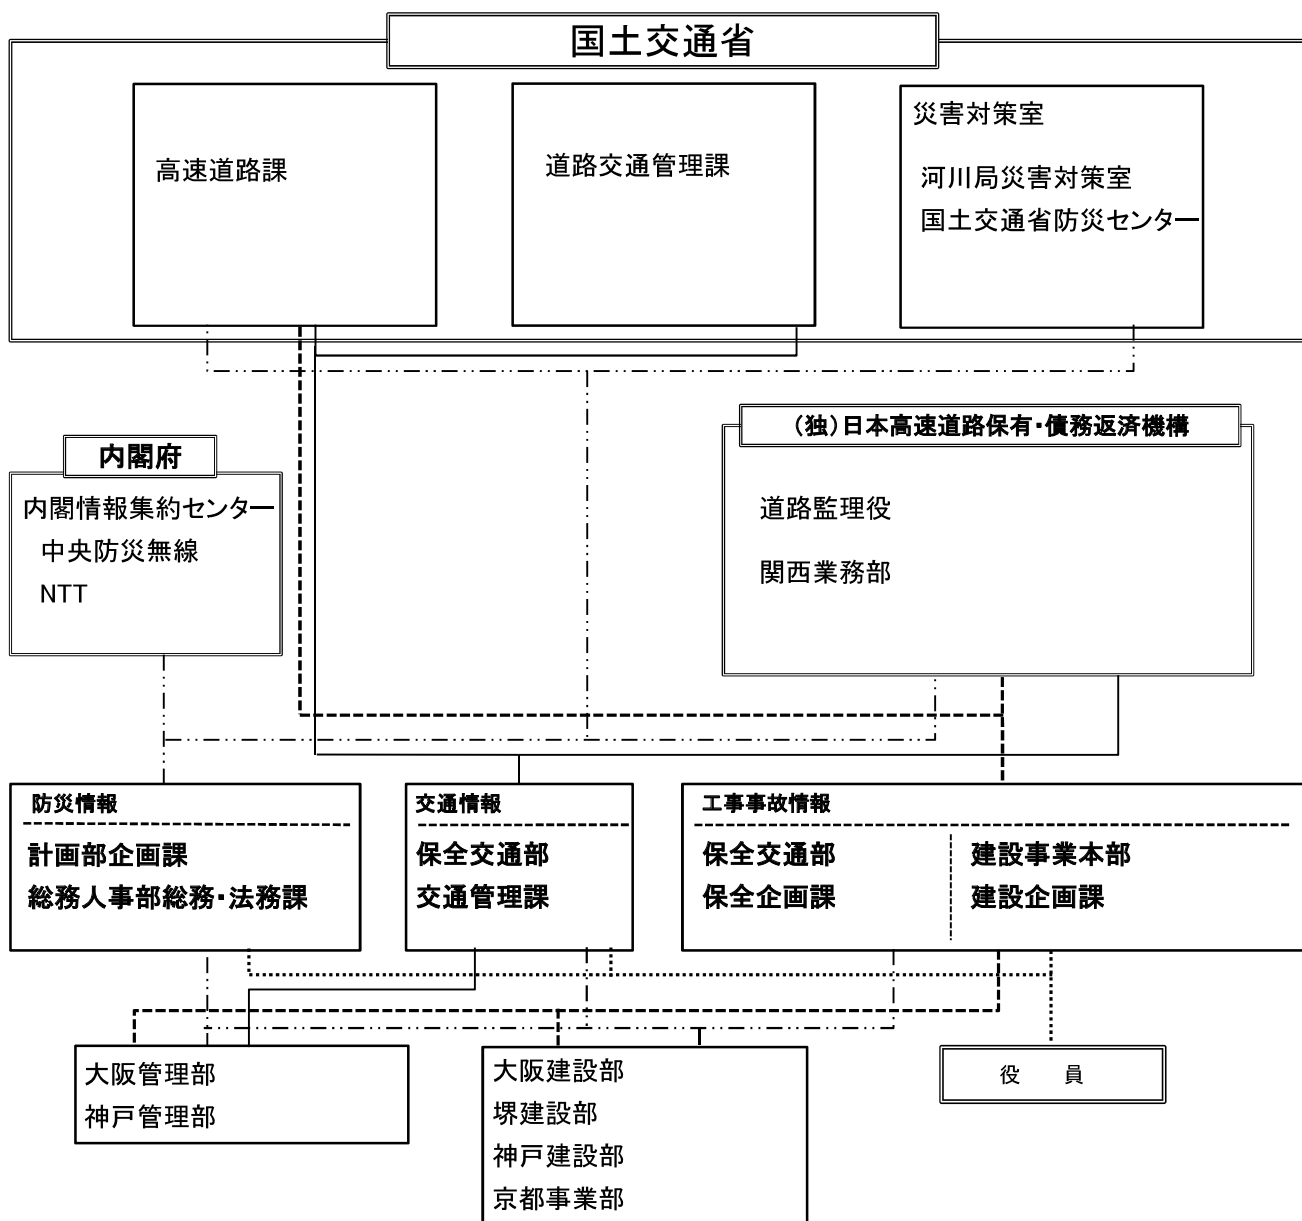 国土交通省
高速道路課
道路交通管理課
災害対策室
河川局災害対策室
国土交通省防災センター
(独)日本高速道路保有・債務返済機構
道路監理役
関西業務部
内閣府
内閣情報集約センター
中央防災無線
NTT
防災情報
計画部企画課
総務人事部総務・法務課
交通情報
保全交通部
交通管理課
工事事故情報
保全交通部
保全企画課
建設事業本部
建設企画課
大阪管理部
神戸管理部
大阪建設部
堺建設部
神戸建設部
京都事業部
役 員